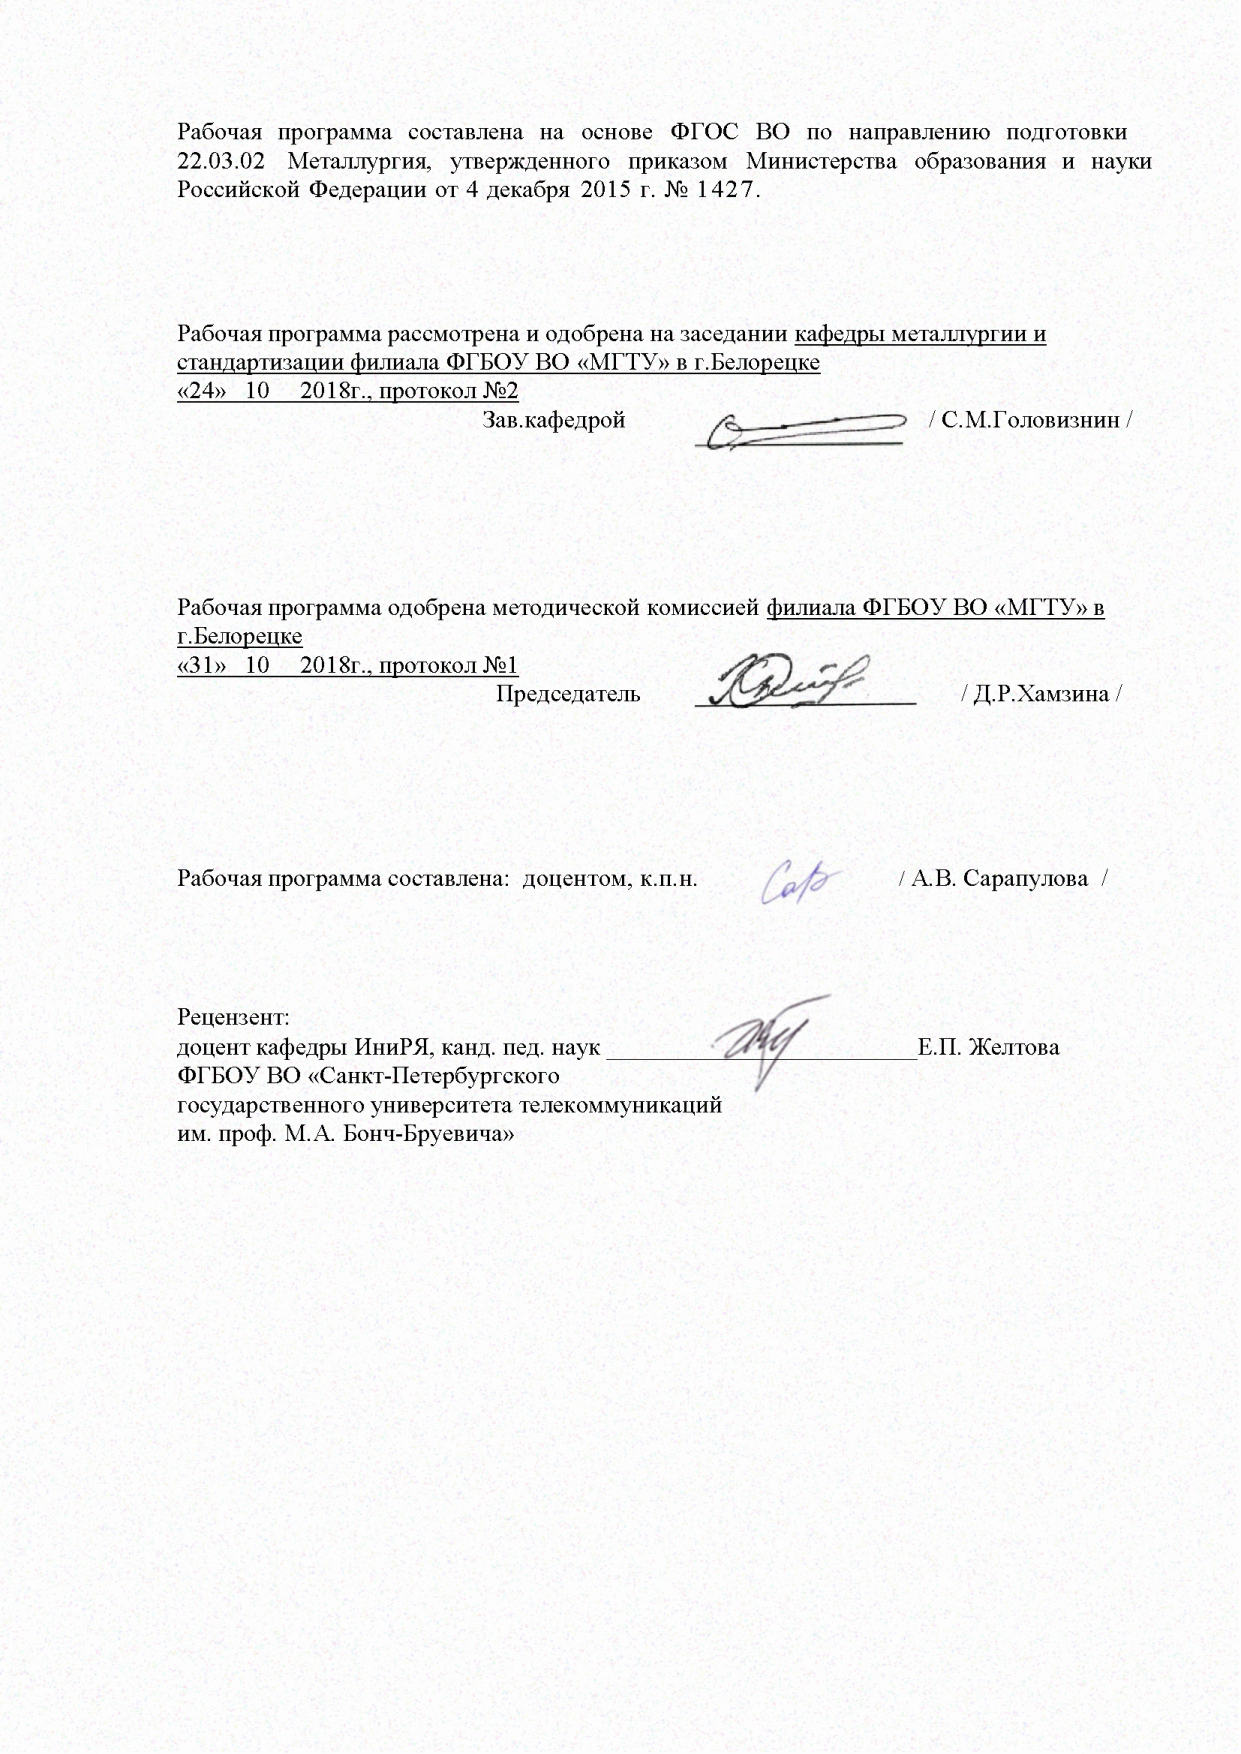 Рабочая программа составлена на основе ФГОС ВО по направлению подготовки
22.03.02 Металлургия, утвержденного приказом Министерства образования и науки
Российской Федерации от 4 декабря 2015 г. № 1427.
Рабочая программа рассмотрена и одобрена на заседании кафедры металлургии и
стандартизации филиала ФГБОУ ВО «МГТУ» в г.Белорецке
«24» 10 2018г., протокол №2
Зав.кафедрой / С.М.Головизнин /
Рабочая программа одобрена методической комиссией филиала ФГБОУ ВО «МГТУ» в
г.Белорецке
«31» 10 2018г., протокол №1
Председатель / Д.Р.Хамзина /
Рабочая программа составлена: доцентом, к.п.н. / А.В. Сарапулова /
Рецензент:
доцент кафедры ИниРЯ, канд. пед. наук Е.П. Желтова
ФГБОУ ВО «Санкт-Петербургского
государственного университета телекоммуникаций
им. проф. М.А. Бонч-Бруевича»